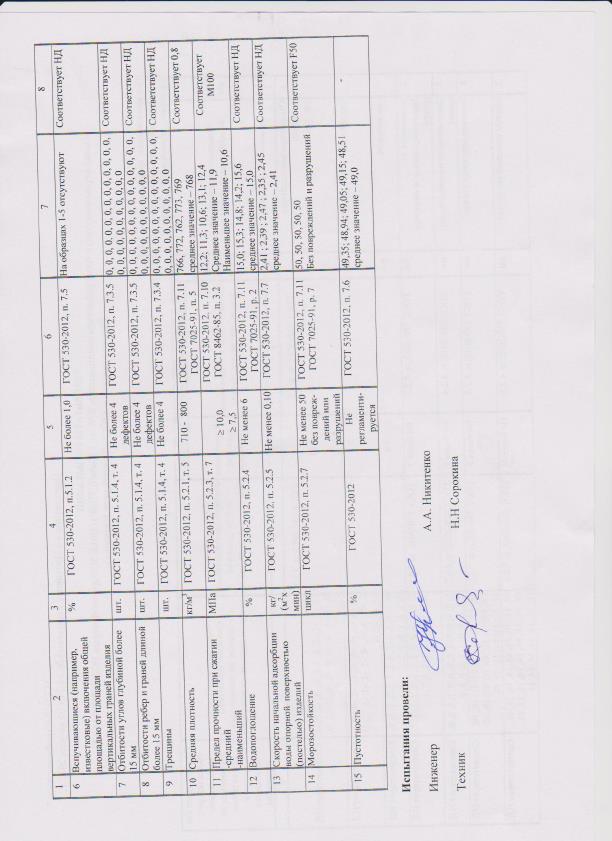 1 2 3 4 5 6 7 8
6 Вспучивающиеся (например, % ГОСТ 530-2012, п.5.1.2 Не более 1,0 ГОСТ 530-2012, п. 7.5 На образцах 1-5 отсутствуют Соответствует НД
известковые) включения общей
площадью от площади
вертикальных граней изделия
7 Отбитости углов глубиной более шт. ГОСТ 530-2012, п. 5.1.4, т. 4 Не более 4 ГОСТ 530-2012, п. 7.3.5 0, 0, 0, 0, 0, 0, 0, 0, 0, 0, 0, 0, 0, Соответствует НД
15 мм дефектов 0, 0, 0, 0, 0, 0, 0, 0, 0
8 Отбитости ребер и граней длиной шт. ГОСТ 530-2012, п. 5.1.4, т. 4 Не более 4 ГОСТ 530-2012, п. 7.3.5 0, 0, 0, 0, 0, 0, 0, 0, 0, 0, 0, 0, 0, Соответствует НД
более 15 мм дефектов 0, 0, 0, 0, 0, 0, 0, 0, 0
9 Трещины шт. ГОСТ 530-2012, п. 5.1.4, т. 4 Не более 4 ГОСТ 530-2012, п. 7.3.4 0, 0, 0, 0, 0, 0, 0, 0, 0, 0, 0, 0, 0, Соответствует НД
0, 0, 0, 0, 0, 0, 0, 0, 0
10 Средняя плотность кг/м³ ГОСТ 530-2012, п. 5.2.1, т. 5 710 - 800 ГОСТ 530-2012, п. 7.11 766, 772, 762, 773, 769 Соответствует 0,8
ГОСТ 7025-91, п. 5 среднее значение – 768
11 Предел прочности при сжатии МПа ГОСТ 530-2012, п. 5.2.3, т. 7 ГОСТ 530-2012, п. 7.10 12,2; 11,3; 10,6; 13,1; 12,4 Соответствует
-средний ≥ 10,0 ГОСТ 8462-85, п. 3.2 Среднее значение – 11,9 М100
-наименьший ≥ 7,5 Наименьшее значение – 10,6
12 Водопоглощение % ГОСТ 530-2012, п. 5.2.4 Не менее 6 ГОСТ 530-2012, п. 7.11 15,0; 15,3; 14,8; 14,2; 15,6 Соответствует НД
ГОСТ 7025-91, р. 2 среднее значение – 15,0
13 Скорость начальной адсорбции кг/ ГОСТ 530-2012, п. 5.2.5 Не менее 0,10 ГОСТ 530-2012, п. 7.7 2,41 ; 2,39 ; 2,47 ; 2,35 ; 2,45 Соответствует НД
воды опорной поверхностью (м²х среднее значение – 2,41
(постелью) изделий мин)
14 Морозостойкость цикл ГОСТ 530-2012, п. 5.2.7 Не менее 50 ГОСТ 530-2012, п. 7.11 50, 50, 50, 50, 50 Соответствует F50
без повреж- ГОСТ 7025-91, р. 7 Без повреждений и разрушений
дений или
разрушений
15 Пустотность % ГОСТ 530-2012 Не ГОСТ 530-2012, п. 7.6 49,35; 48,94; 49,05; 49,15; 48,51 -
регламенти- среднее значение – 49,0
руется
Испытания провели:
Инженер А.А. Никитенко
Техник Н.Н Сорокина